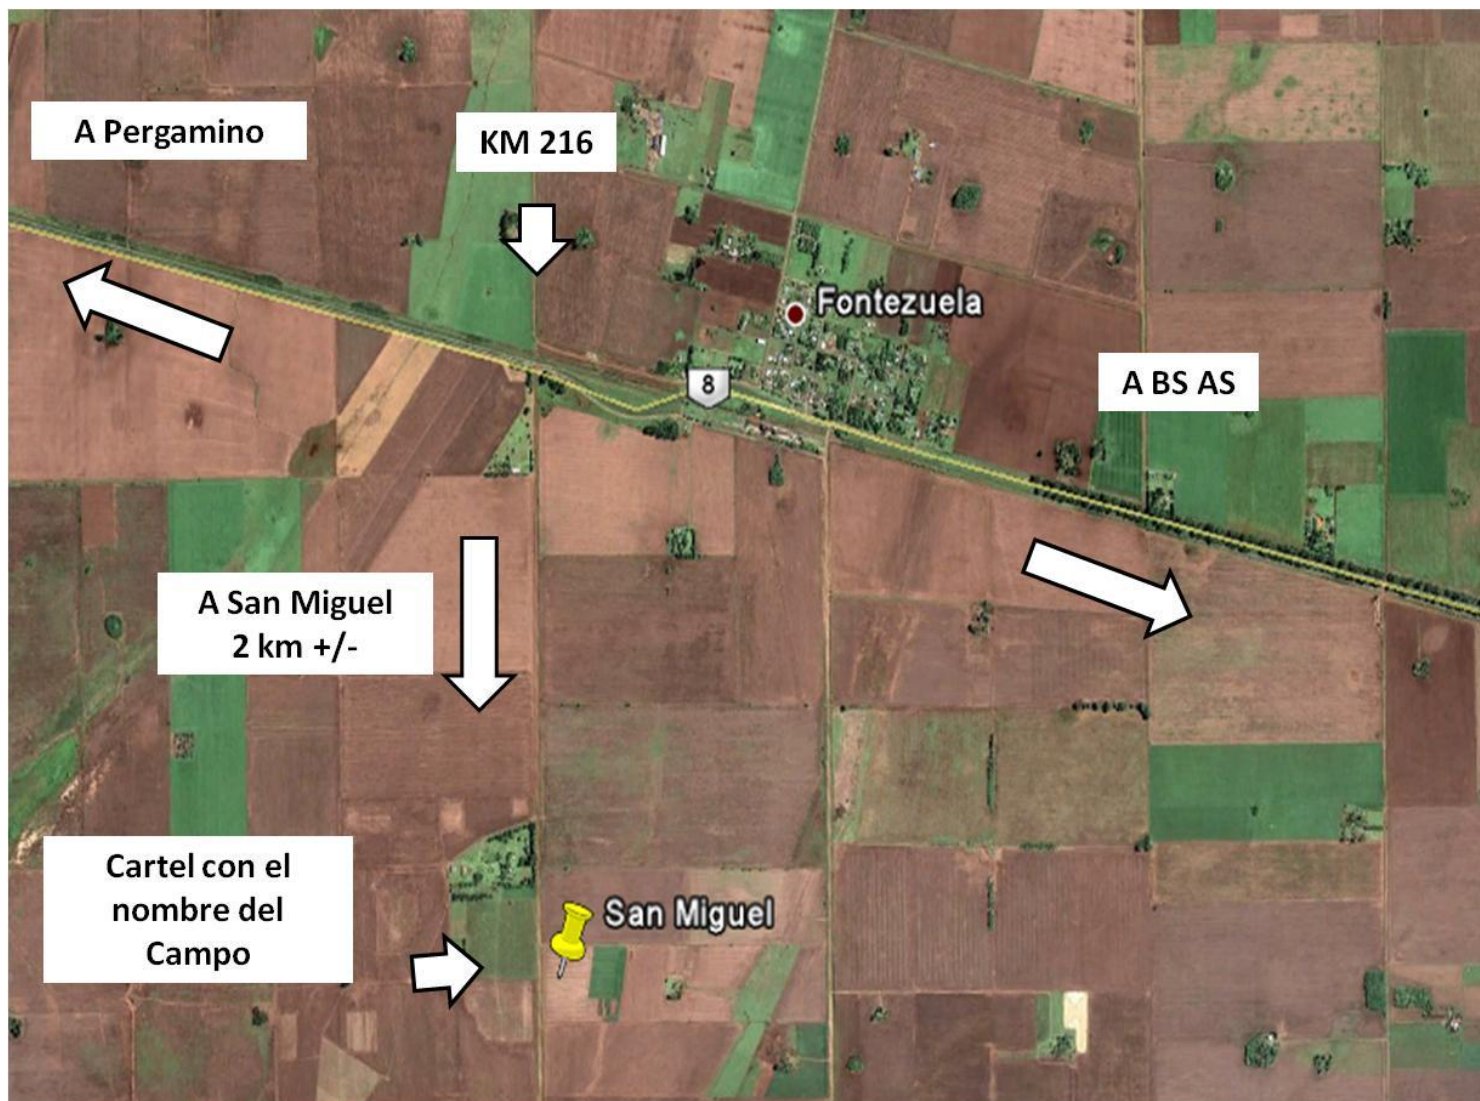 A Pergamino
KM 216
Fontezuela
8
A BS AS
A San Miguel
2 km +/-
Cartel con el
nombre del
Campo
San Miguel